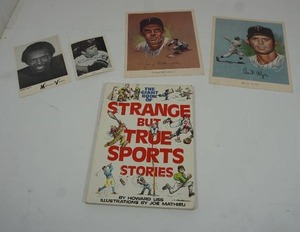 THE GIANT
BOOK OF
STRANGE
BUT
TRUE
SPORTS
STORIES
BY HOWARD LISS
ILLUSTRATIONS BY JOE MATHIEU